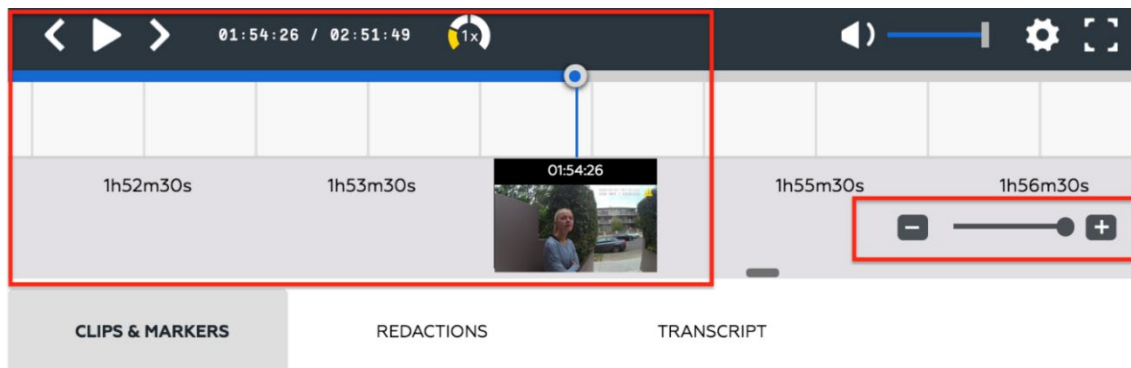 01:54:26 / 02:51:49 1x
01:54:26
1h52m30s 1h53m30s 1h55m30s 1h56m30s
CLIPS & MARKERS REDACTIONS TRANSCRIPT